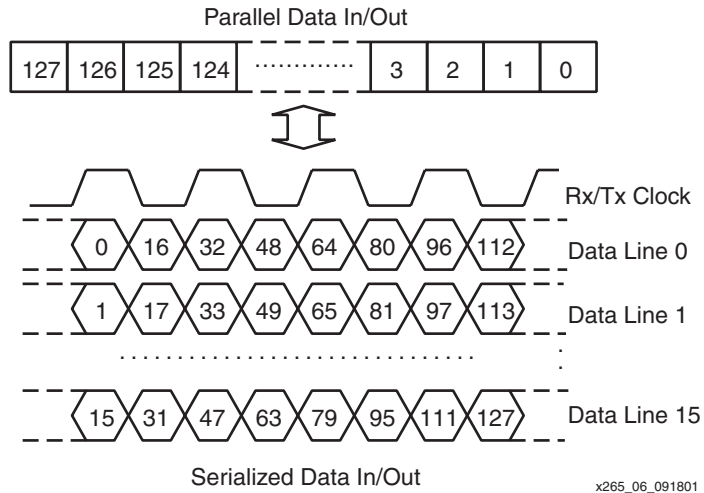 Parallel Data In/Out
127 126 125 124 ............. 3 2 1 0
Rx/Tx Clock
0 16 32 48 64 80 96 112 Data Line 0
1 17 33 49 65 81 97 113 Data Line 1
15 31 47 63 79 95 111 127 Data Line 15
Serialized Data In/Out
x265_06_091801